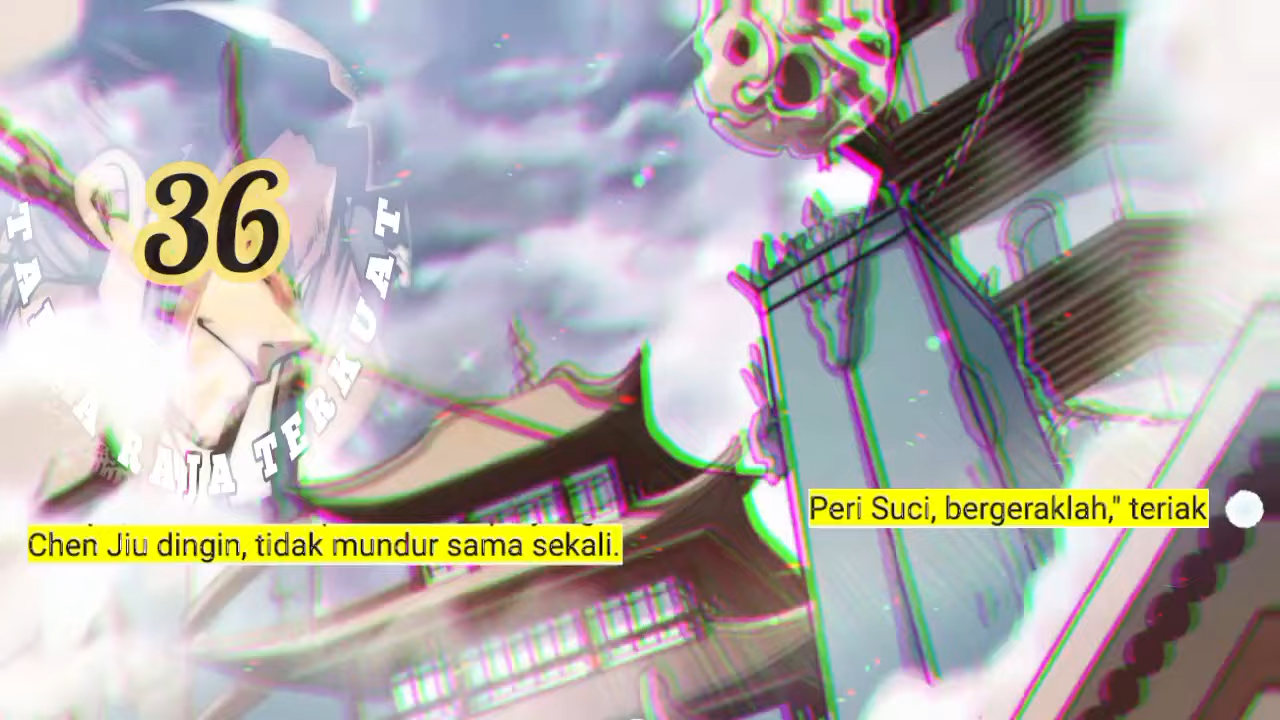 36
RAJA TERKUAT
Peri Suci, bergeraklah," teriak
Chen Jiu dingin, tidak mundur sama sekali.